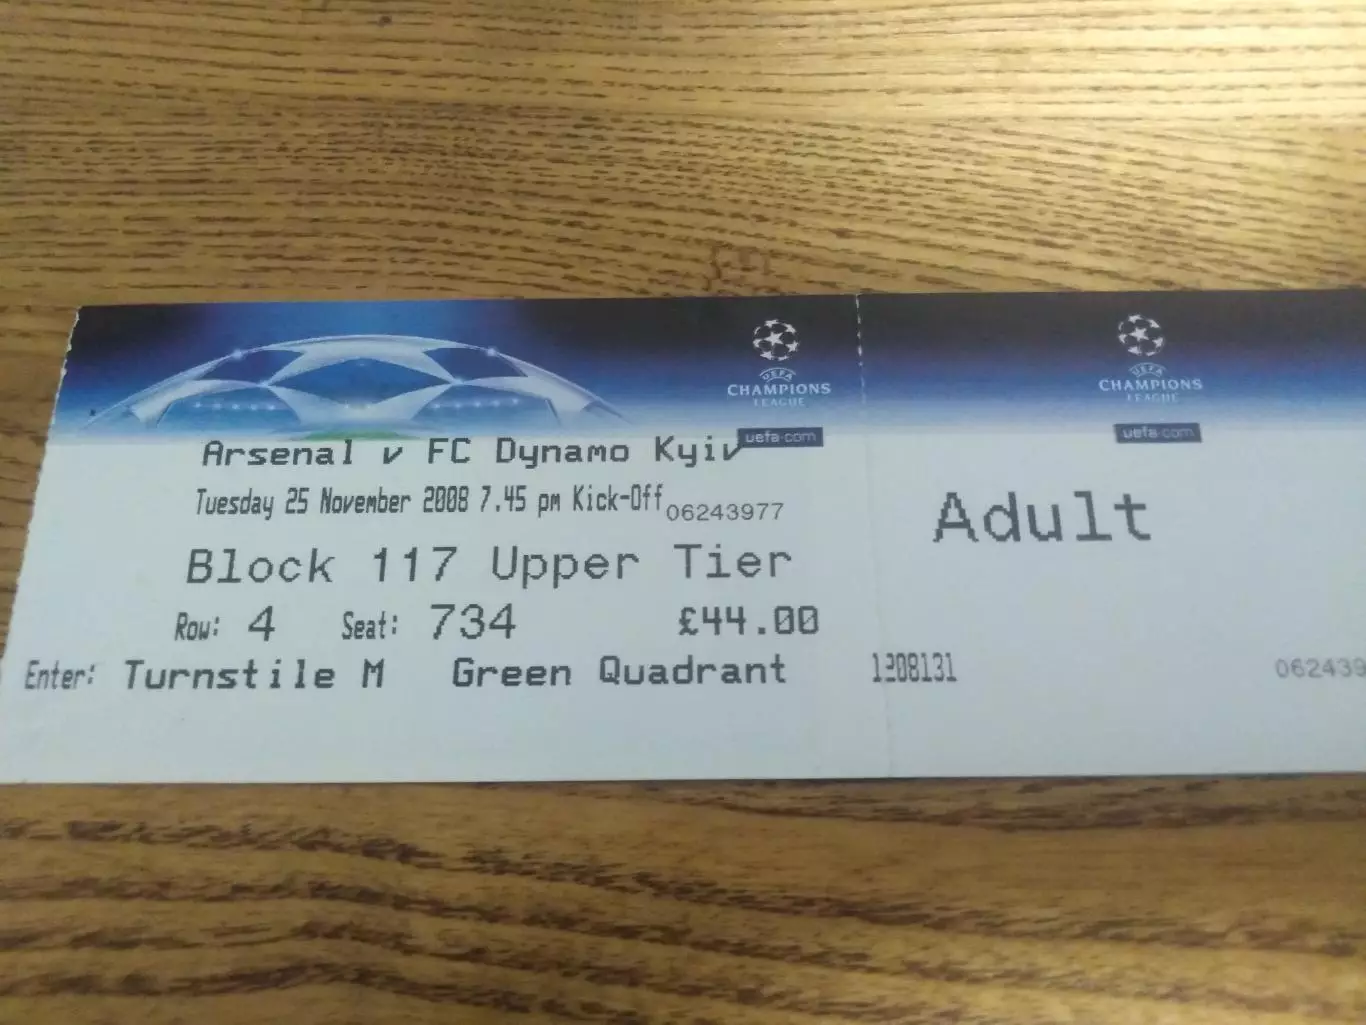 UEFA
CHAMPIONS
LEAGUE
uefa.com
Arsenal v FC Dynamo Kyiv
Tuesday 25 November 2008 7.45 pm Kick-Off
06243977
Block 117 Upper Tier
Row: 4 Seat: 734 £44.00
Enter: Turnstile M Green Quadrant
UEFA
CHAMPIONS
LEAGUE
uefa.com
Adult
1208131
062439